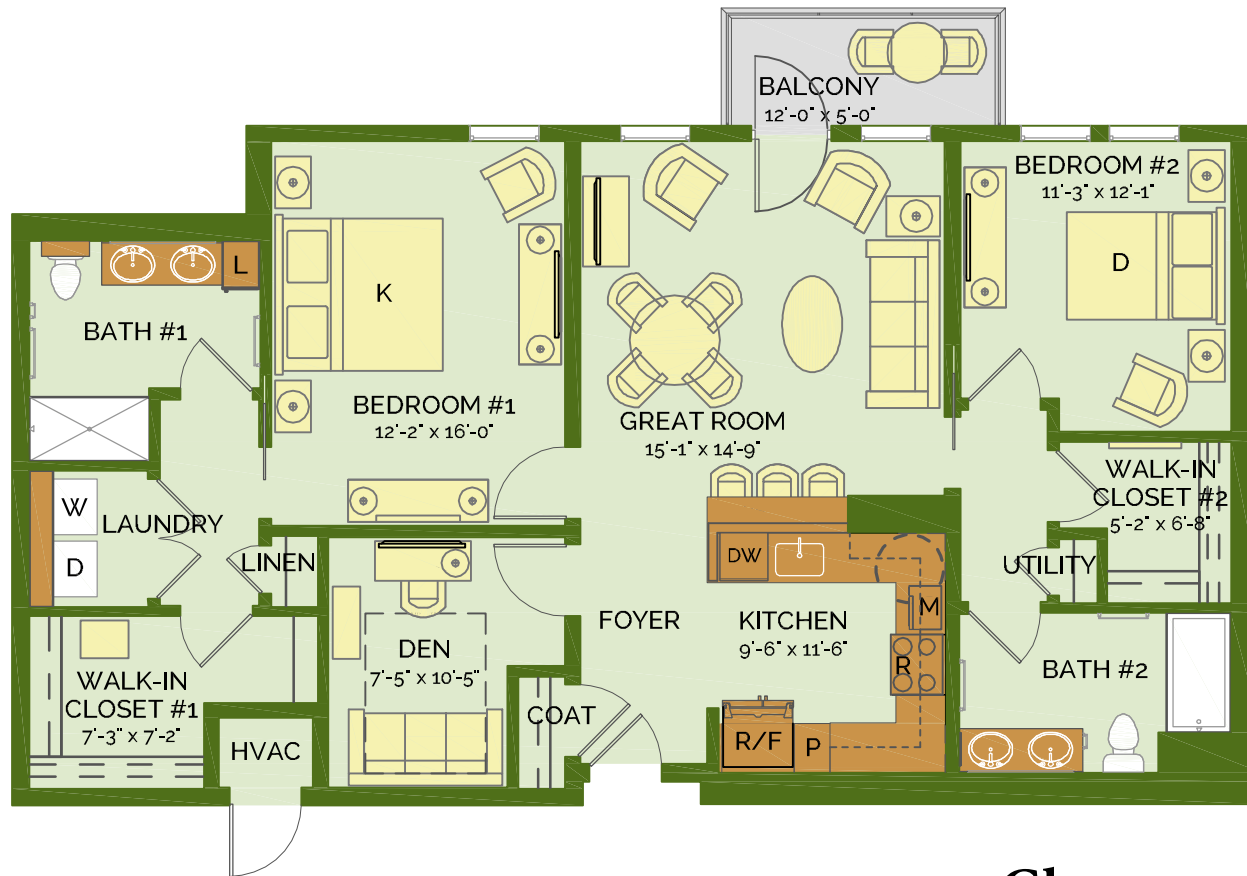 BALCONY
12'-0" x 5'-0"
BEDROOM #2
11'-3" x 12'-1"
L
K
D
BATH #1
BEDROOM #1
12'-2" x 16'-0"
GREAT ROOM
15'-1" x 14'-9"
WALK-IN
CLOSET #2
5'-2" x 6'-8"
W
LAUNDRY
D
LINEN
DW
UTILITY
M
FOYER
KITCHEN
9'-6" x 11'-6"
DEN
7'-5" x 10'-5"
R
BATH #2
WALK-IN
CLOSET #1
7'-3" x 7'-2"
COAT
HVAC
R/F
P